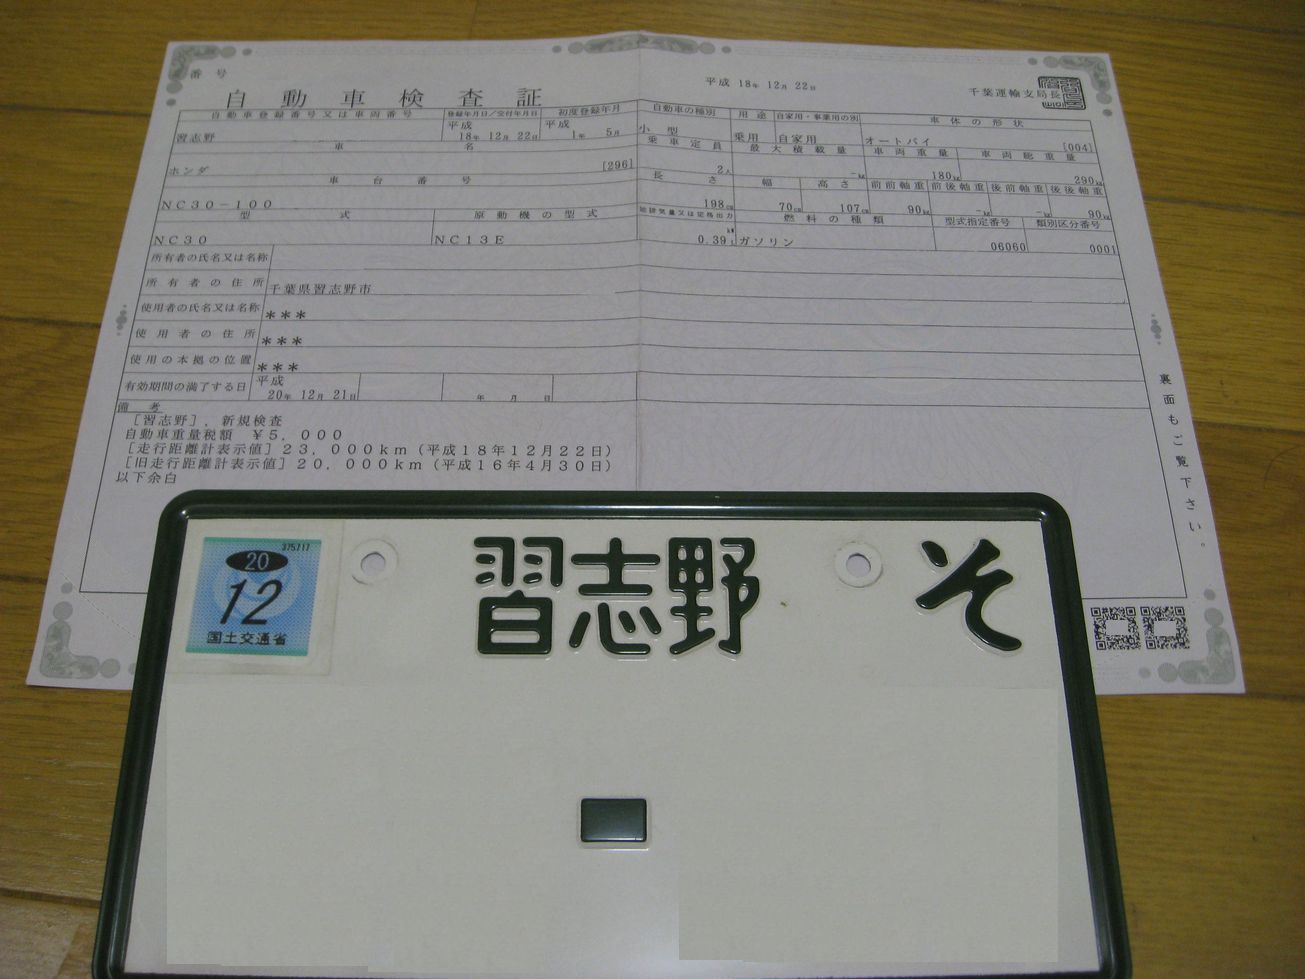 番号
平成 18年 12月 22日
千葉運輸支局長
自動車検査証
自動車登録番号又は車両番号 登録年月日/交付年月日 初度登録年月 自動車の種別 用途 自家用・事業用の別 車体の形状
習志野 平成 18年 12月 22日 平成 1年 5月 小型 乗用 自家用 オートバイ [004]
車名 乗車定員 最大積載量 車両重量 車両総重量
ホンダ [296] 2人 -kg 180kg 290kg
車台番号 長さ 幅 高さ 前前軸重 前後軸重 後前軸重 後後軸重
NC30-100 198cm 70cm 107cm 90kg -kg -kg 90kg
型式 原動機の型式 総排気量又は定格出力 燃料の種類 型式指定番号 類別区分番号
NC30 NC13E kW 0.39L ガソリン 06060 0001
所有者の氏名又は名称
所有者の住所 千葉県習志野市
使用者の氏名又は名称 ***
使用者の住所 ***
使用の本拠の位置 ***
有効期間の満了する日 平成 20年 12月 21日 年 月 日
備考
[習志野],新規検査
自動車重量税額 ¥5,000
[走行距離計表示値]23,000km(平成18年12月22日)
[旧走行距離計表示値]20,000km(平成16年4月30日)
以下余白
裏面もご覧下さい。
375717
20
12
国土交通省
習志野 そ